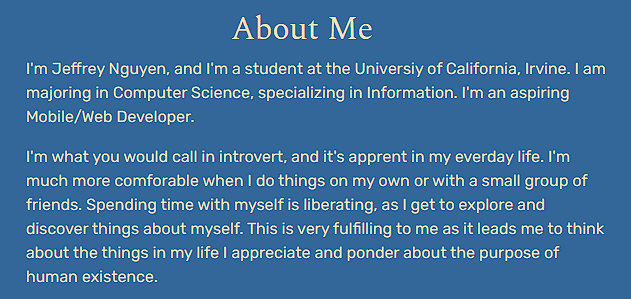 About Me
I'm Jeffrey Nguyen, and I'm a student at the Universiy of California, Irvine. I am
majoring in Computer Science, specializing in Information. I'm an aspiring
Mobile/Web Developer.
I'm what you would call in introvert, and it's apprent in my everday life. I'm
much more comforable when I do things on my own or with a small group of
friends. Spending time with myself is liberating, as I get to explore and
discover things about myself. This is very fulfilling to me as it leads me to think
about the things in my life I appreciate and ponder about the purpose of
human existence.